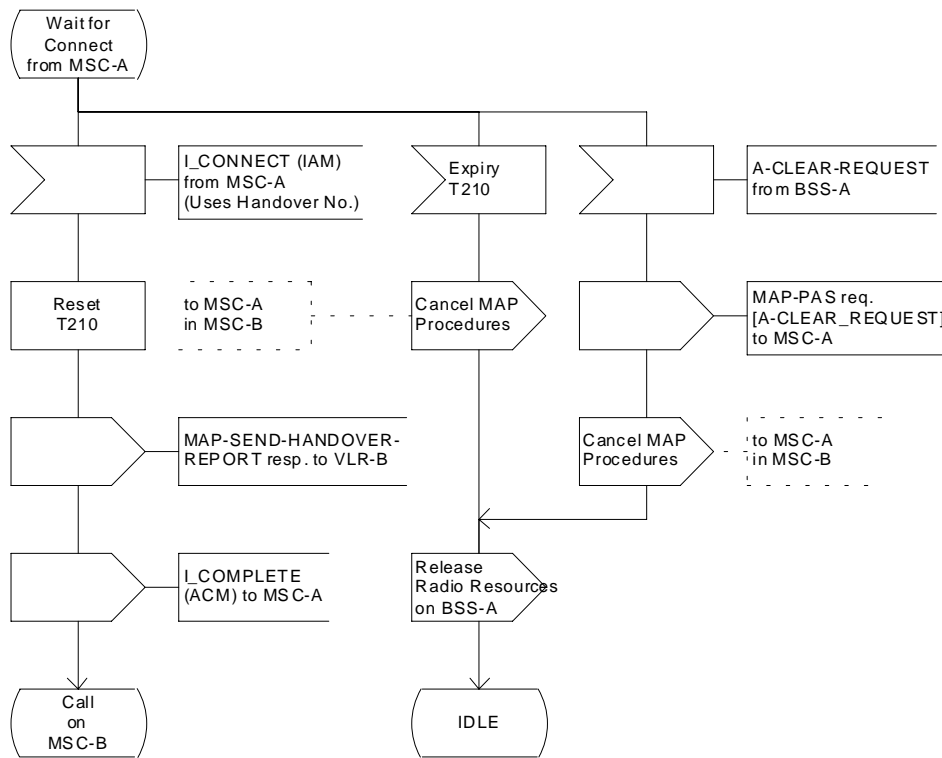 Wait for
Connect
from MSC-A
I_CONNECT (IAM)
from MSC-A
(Uses Handover No.)
Expiry
T210
A-CLEAR-REQUEST
from BSS-A
Reset
T210
to MSC-A
in MSC-B
Cancel MAP
Procedures
MAP-PAS req.
[A-CLEAR_REQUEST]
to MSC-A
MAP-SEND-HANDOVER-
REPORT resp. to VLR-B
Cancel MAP
Procedures
to MSC-A
in MSC-B
I_COMPLETE
(ACM) to MSC-A
Release
Radio Resources
on BSS-A
Call
on
MSC-B
IDLE